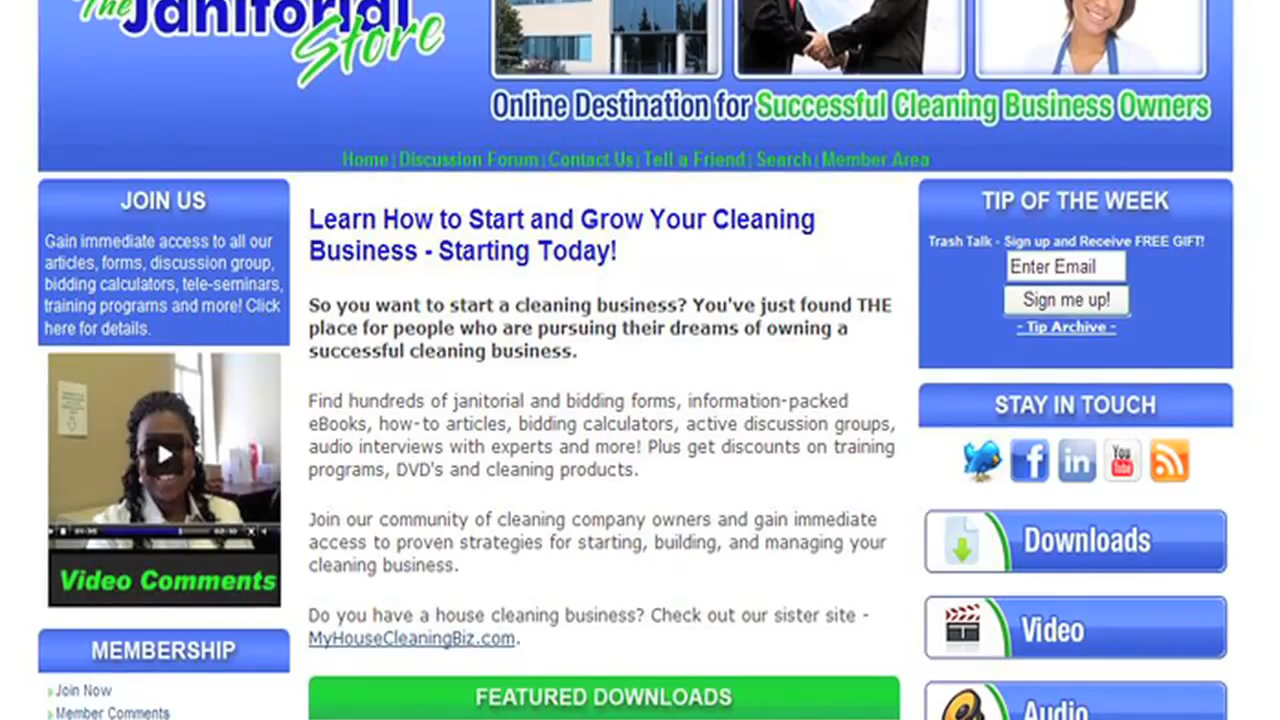 The Janitorial
Store
Online Destination for Successful Cleaning Business Owners
Home | Discussion Forum | Contact Us | Tell a Friend | Search | Member Area
JOIN US
Gain immediate access to all our
articles, forms, discussion group,
bidding calculators, tele-seminars,
training programs and more! Click
here for details.
Video Comments
MEMBERSHIP
Join Now
Member Comments
Learn How to Start and Grow Your Cleaning
Business - Starting Today!
So you want to start a cleaning business? You've just found THE
place for people who are pursuing their dreams of owning a
successful cleaning business.
Find hundreds of janitorial and bidding forms, information-packed
eBooks, how-to articles, bidding calculators, active discussion groups,
audio interviews with experts and more! Plus get discounts on training
programs, DVD's and cleaning products.
Join our community of cleaning company owners and gain immediate
access to proven strategies for starting, building, and managing your
cleaning business.
Do you have a house cleaning business? Check out our sister site -
MyHouseCleaningBiz.com.
FEATURED DOWNLOADS
TIP OF THE WEEK
Trash Talk - Sign up and Receive FREE GIFT!
Enter Email
Sign me up!
- Tip Archive -
STAY IN TOUCH
f
in
You
Tube
Downloads
Video
Audio